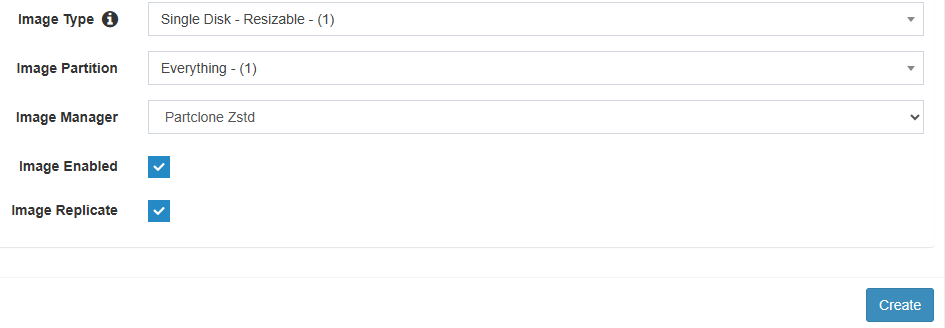 Image Type
Single Disk - Resizable - (1)
Image Partition
Everything - (1)
Image Manager
Partclone Zstd
Image Enabled
Image Replicate
Create